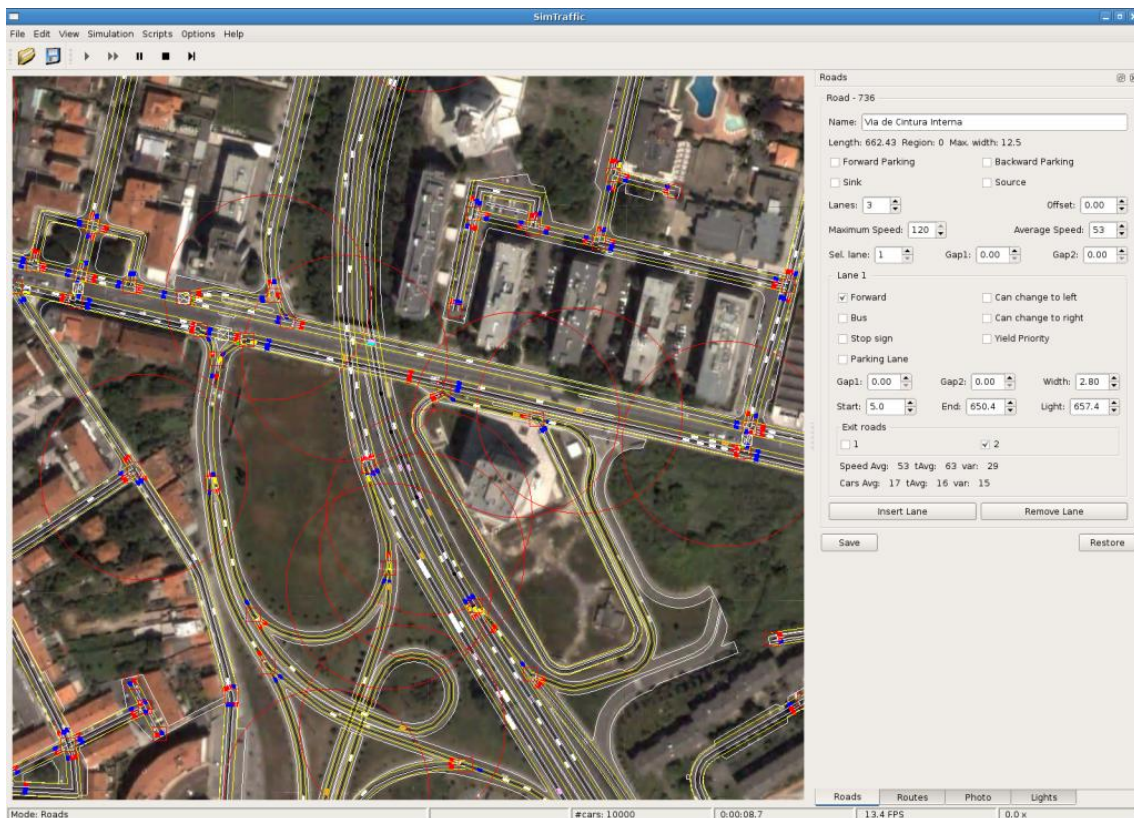 SimTraffic
File Edit View Simulation Scripts Options Help
Roads
Road - 736
Name: Via de Cintura Interna
Length: 662.43 Region: 0 Max. width: 12.5
Forward Parking Backward Parking
Sink Source
Lanes: 3 Offset: 0.00
Maximum Speed: 120 Average Speed: 53
Sel. lane: 1 Gap1: 0.00 Gap2: 0.00
Lane 1
Forward Can change to left
Bus Can change to right
Stop sign Yield Priority
Parking Lane
Gap1: 0.00 Gap2: 0.00 Width: 2.80
Start: 5.0 End: 650.4 Light: 657.4
Exit roads
1 2
Speed Avg: 53 tAvg: 63 var: 29
Cars Avg: 17 tAvg: 16 var: 15
Insert Lane Remove Lane
Save Restore
Roads Routes Photo Lights
Mode: Roads #cars: 10000 0:00:08.7 13.4 FPS 0.0 x